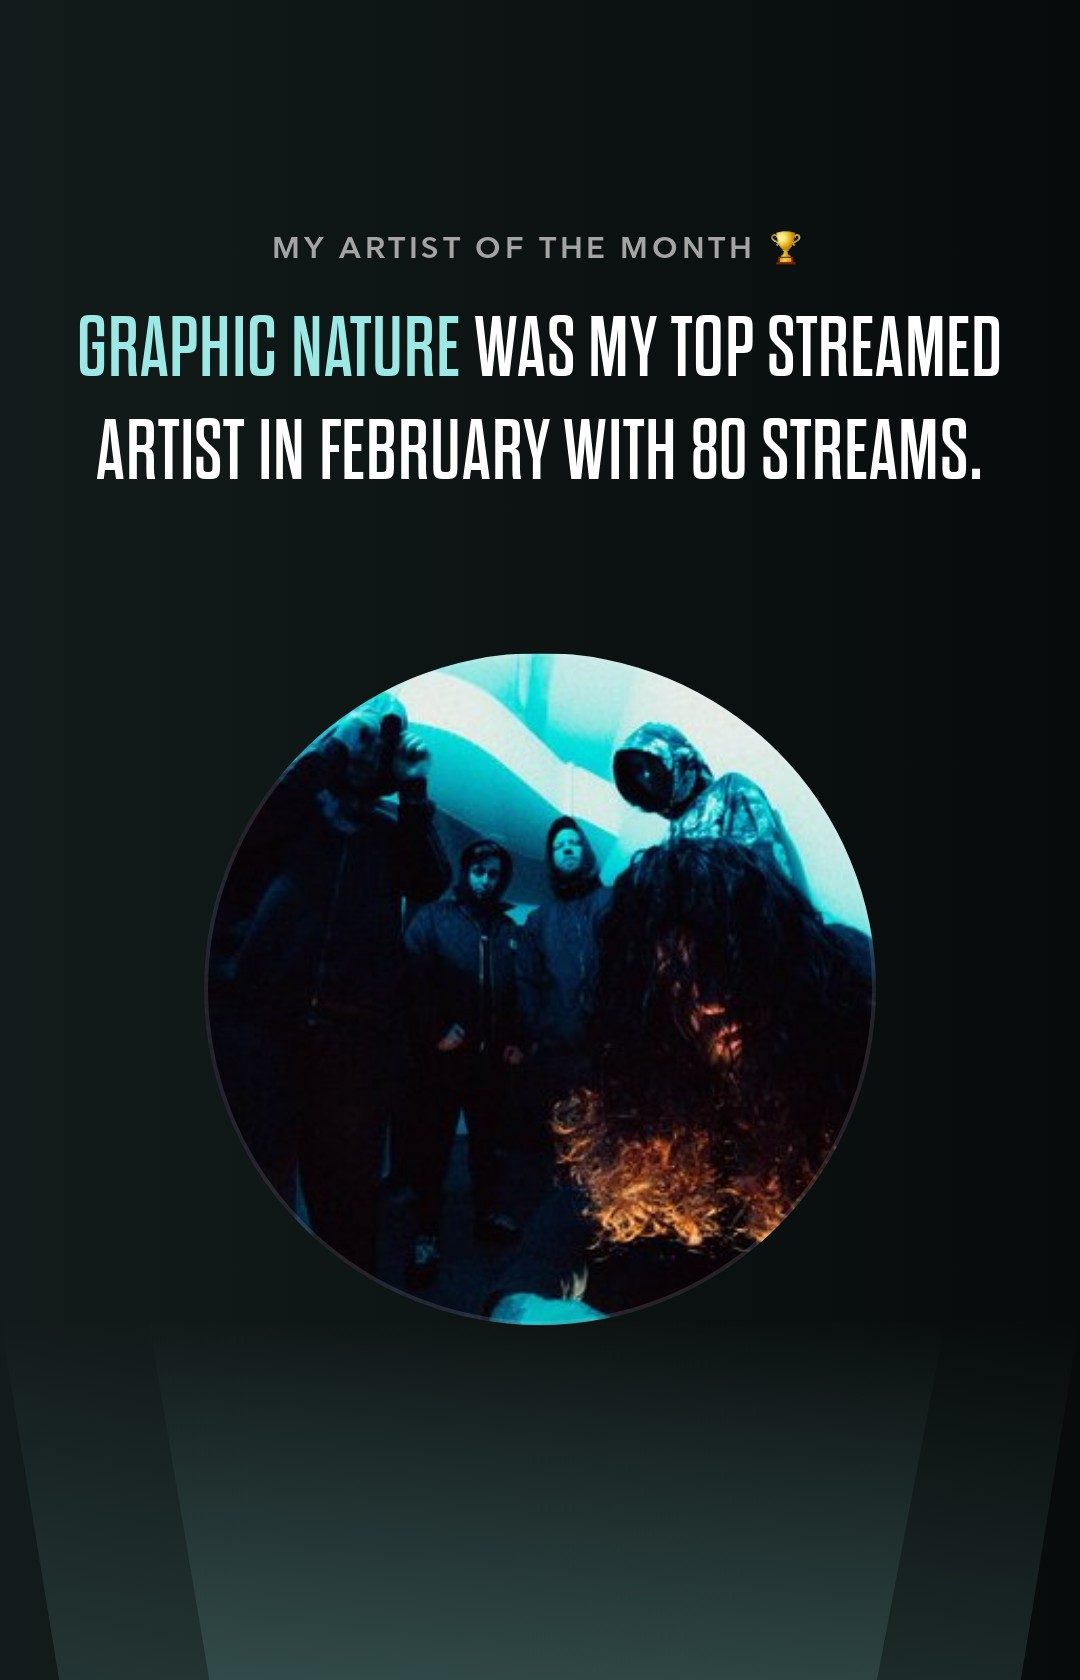 MY ARTIST OF THE MONTH 🏆
GRAPHIC NATURE WAS MY TOP STREAMED
ARTIST IN FEBRUARY WITH 80 STREAMS.